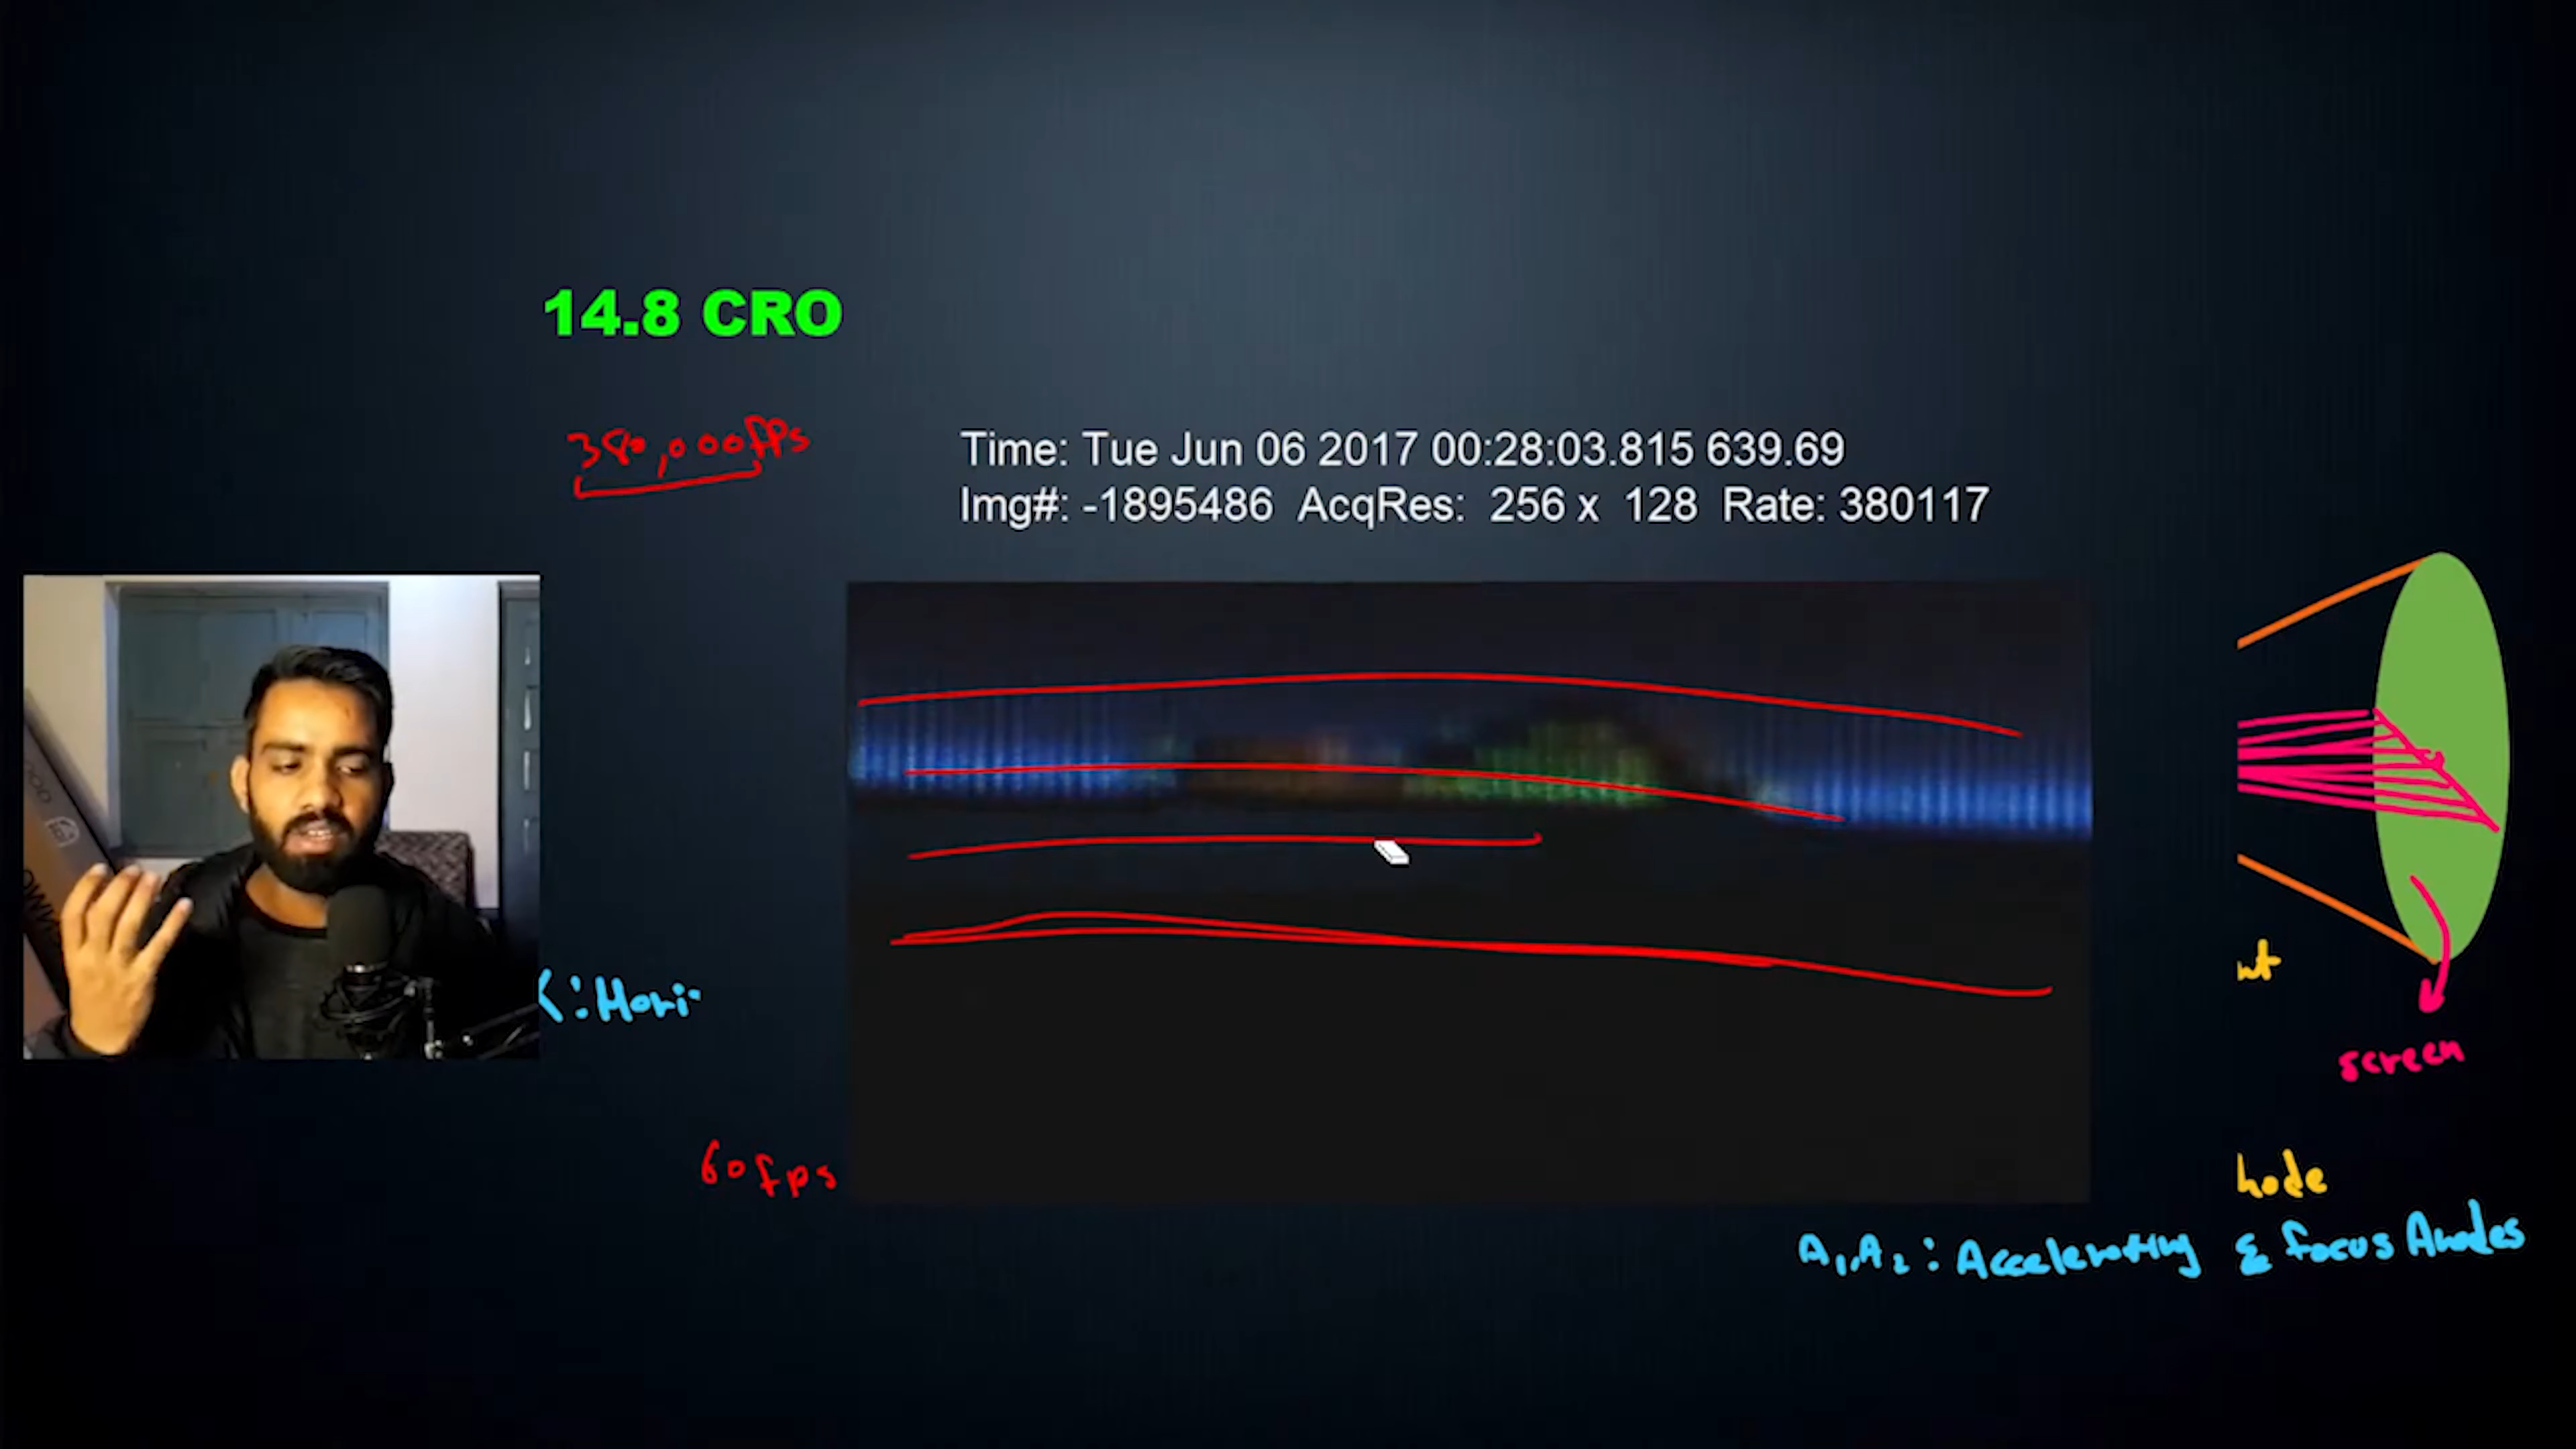 14.8 CRO
380,000fps
Time: Tue Jun 06 2017 00:28:03.815 639.69
Img#: -1895486 AcqRes: 256 x 128 Rate: 380117
:Hori
screen
60fps
hode
A1,A2: Accelerating & focus Anodes